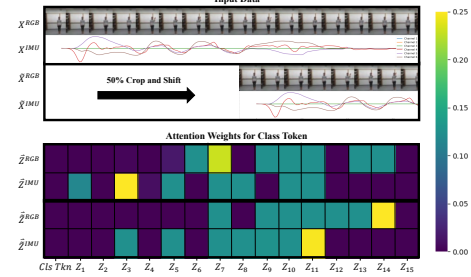 Input Data
X^RGB
X^IMU
50% Crop and Shift
X̂^RGB
X̂^IMU
Attention Weights for Class Token
0.25
0.20
0.15
0.10
0.05
0.00
Z̃^RGB
Z̃^IMU
Z̃̂^RGB
Z̃̂^IMU
Cls Tkn Z₁ Z₂ Z₃ Z₄ Z₅ Z₆ Z₇ Z₈ Z₉ Z₁₀ Z₁₁ Z₁₂ Z₁₃ Z₁₄ Z₁₅